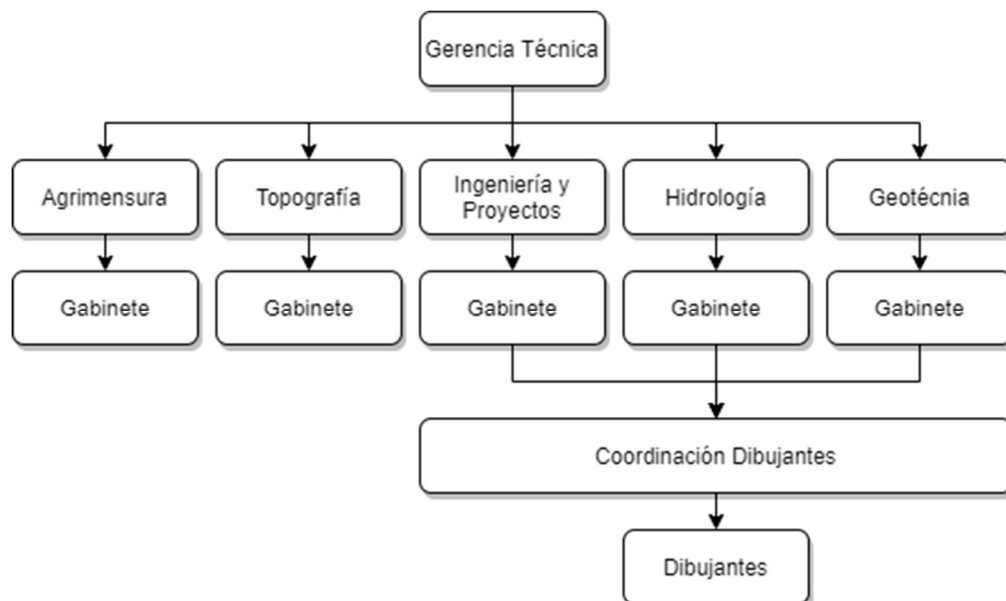 Gerencia Técnica
Agrimensura
Topografía
Ingeniería y
Proyectos
Hidrología
Geotécnia
Gabinete
Gabinete
Gabinete
Gabinete
Gabinete
Coordinación Dibujantes
Dibujantes